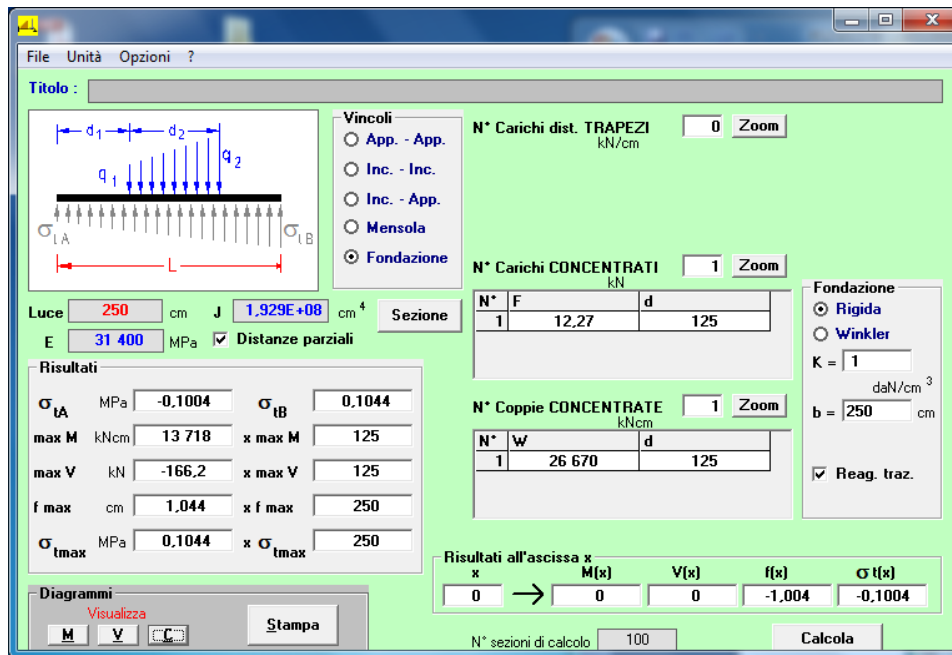 File Unità Opzioni ?
Titolo :
d1 d2
q1 q2
σtA σtB
L
Vincoli
App. - App.
Inc. - Inc.
Inc. - App.
Mensola
Fondazione
N° Carichi dist. TRAPEZI 0 Zoom
kN/cm
N° Carichi CONCENTRATI 1 Zoom
kN
N° F d
1 12,27 125
Luce 250 cm J 1,929E+08 cm 4 Sezione
E 31 400 MPa Distanze parziali
Fondazione
Rigida
Winkler
K = 1
daN/cm 3
b = 250 cm
Reag. traz.
Risultati
σtA MPa -0,1004 σtB 0,1044
max M kNcm 13 718 x max M 125
max V kN -166,2 x max V 125
f max cm 1,044 x f max 250
σtmax MPa 0,1044 x σtmax 250
N° Coppie CONCENTRATE 1 Zoom
kNcm
N° W d
1 26 670 125
Risultati all'ascissa x
x M(x) V(x) f(x) σt(x)
0 0 0 -1,004 -0,1004
Diagrammi
Visualizza
M V C Stampa
N° sezioni di calcolo 100 Calcola